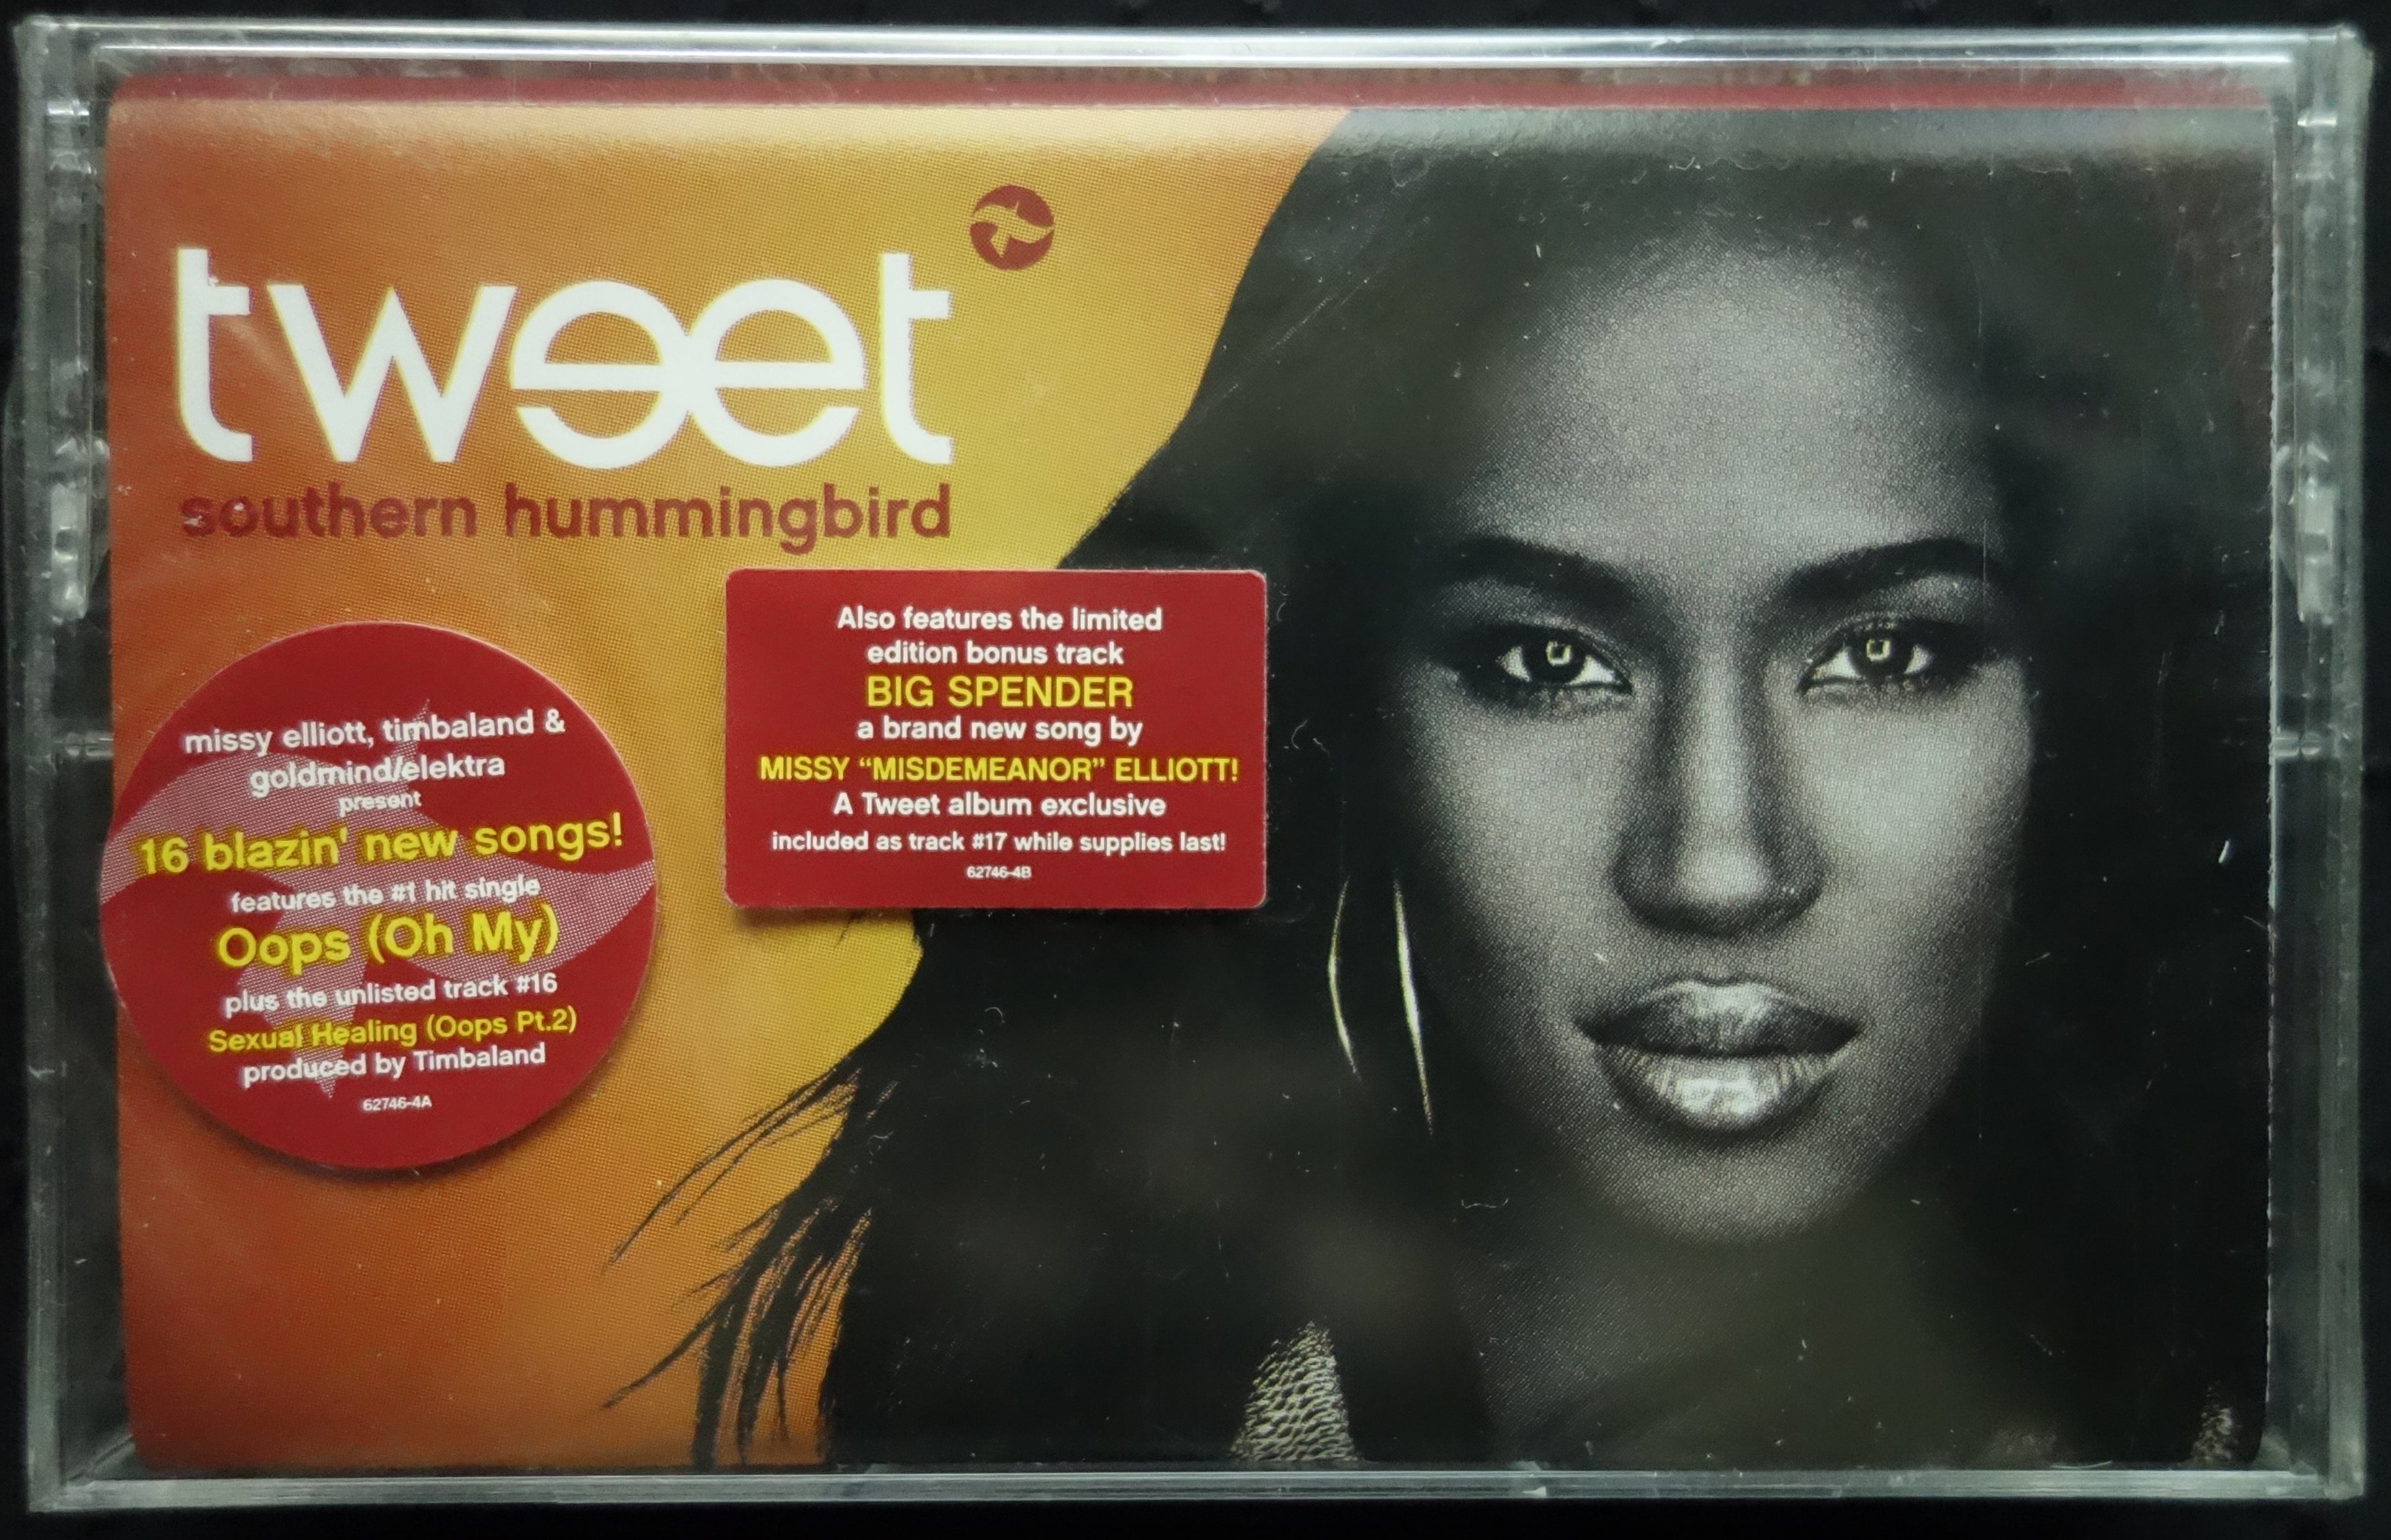 tweet
southern hummingbird
Also features the limited
edition bonus track
BIG SPENDER
a brand new song by
MISSY “MISDEMEANOR” ELLIOTT!
A Tweet album exclusive
included as track #17 while supplies last!
62746-4B
missy elliott, timbaland &
goldmind/elektra
present
16 blazin' new songs!
features the #1 hit single
Oops (Oh My)
plus the unlisted track #16
Sexual Healing (Oops Pt.2)
produced by Timbaland
62746-4A